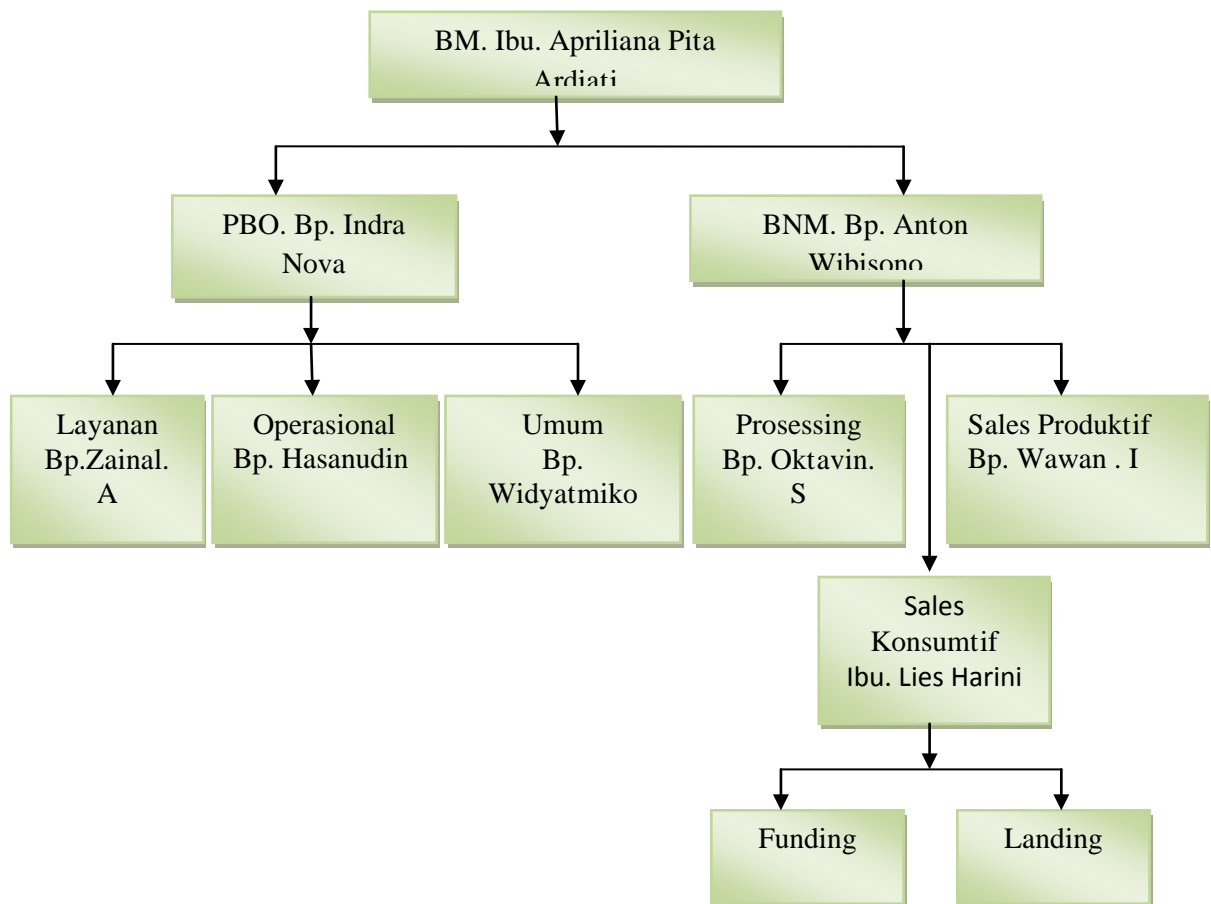 BM. Ibu. Apriliana Pita
Ardiati
PBO. Bp. Indra
Nova
BNM. Bp. Anton
Wibisono
Layanan
Bp.Zainal.
A
Operasional
Bp. Hasanudin
Umum
Bp.
Widyatmiko
Prosessing
Bp. Oktavin.
S
Sales Produktif
Bp. Wawan . I
Sales
Konsumtif
Ibu. Lies Harini
Funding
Landing